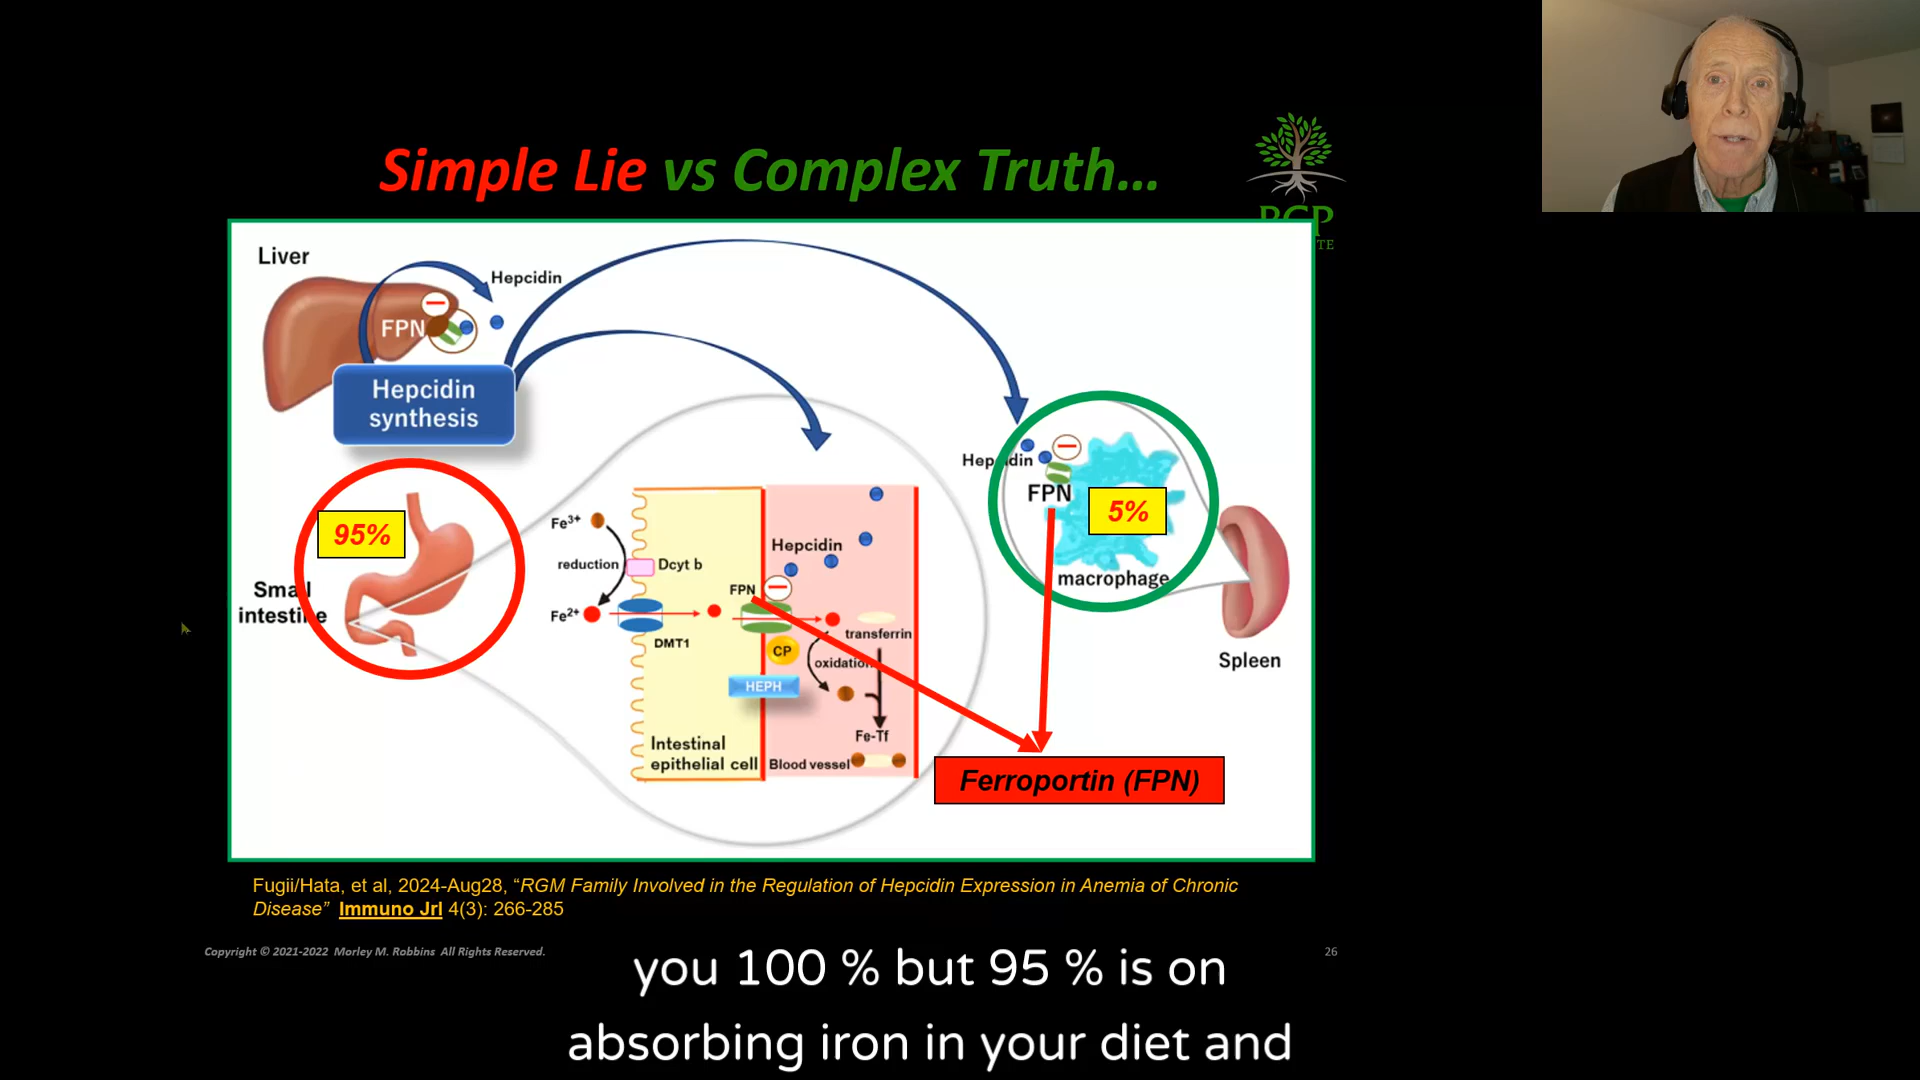 Simple Lie vs Complex Truth...
RGP
TE
Liver
Hepcidin
FPN
Hepcidin
synthesis
95%
Small
intestine
Fe3+
reduction
Dcyt b
Fe2+
DMT1
Hepcidin
FPN
transferrin
CP
oxidation
HEPH
Fe-Tf
Intestinal
epithelial cell
Blood vessel
Hepcidin
FPN
5%
macrophage
Spleen
Ferroportin (FPN)
Fugii/Hata, et al, 2024-Aug28, “RGM Family Involved in the Regulation of Hepcidin Expression in Anemia of Chronic
Disease” Immuno Jrl 4(3): 266-285
Copyright © 2021-2022 Morley M. Robbins All Rights Reserved.
26
you 100 % but 95 % is on
absorbing iron in your diet and